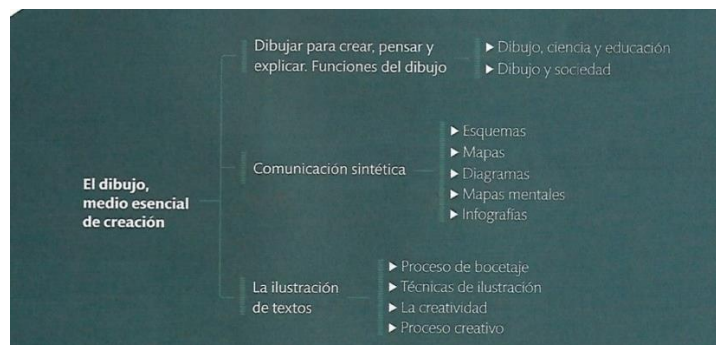 Dibujar para crear, pensar y
explicar. Funciones del dibujo
▶ Dibujo, ciencia y educación
▶ Dibujo y sociedad
El dibujo,
medio esencial
de creación
Comunicación sintética
▶ Esquemas
▶ Mapas
▶ Diagramas
▶ Mapas mentales
▶ Infografías
La ilustración
de textos
▶ Proceso de bocetaje
▶ Técnicas de ilustración
▶ La creatividad
▶ Proceso creativo